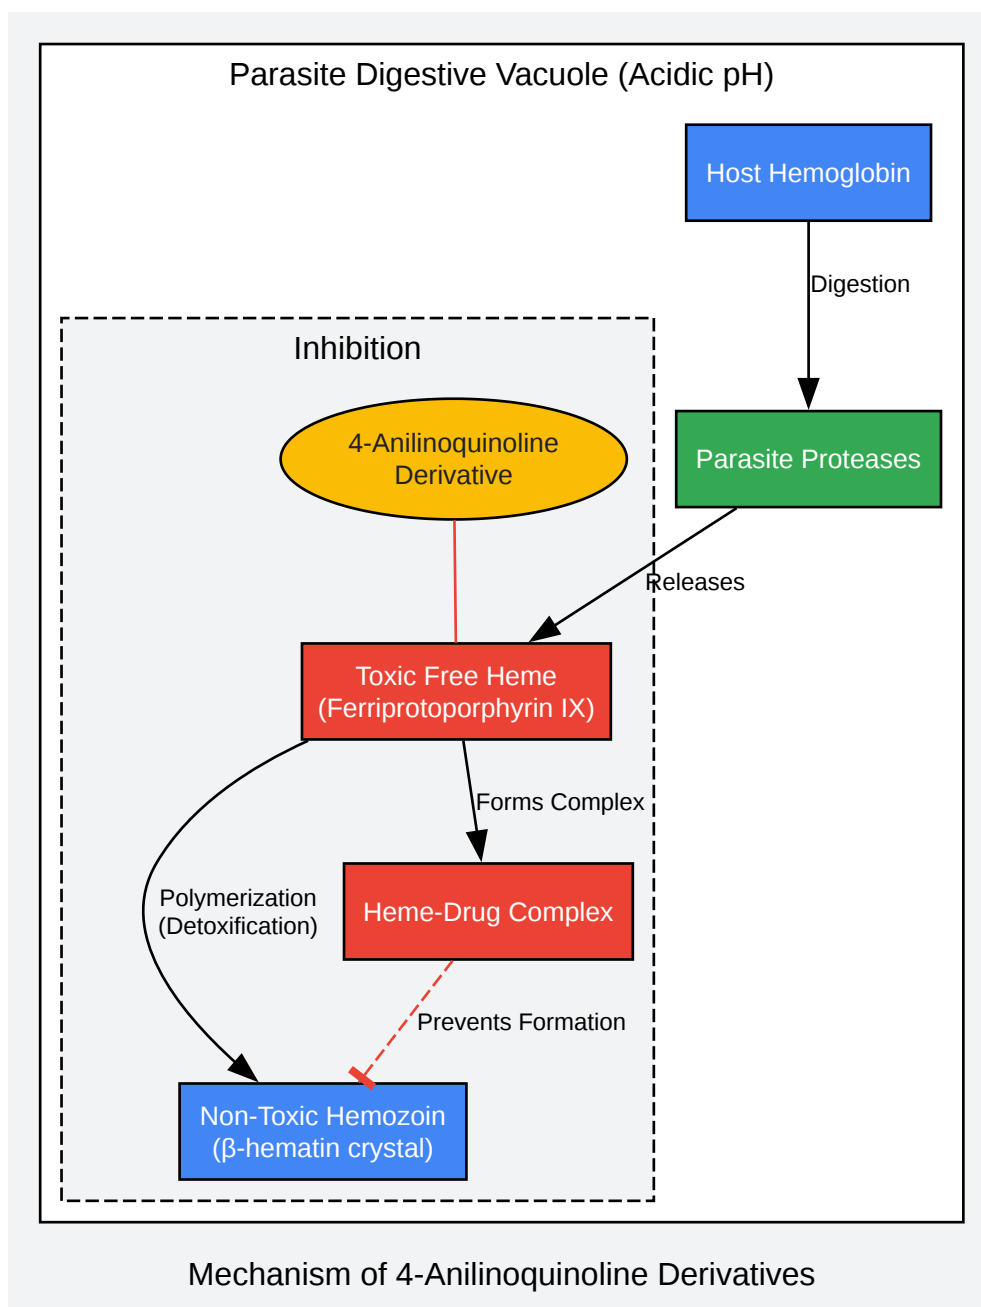 Parasite Digestive Vacuole (Acidic pH)
Host Hemoglobin
Digestion
Inhibition
4-Anilinoquinoline
Derivative
Parasite Proteases
Releases
Toxic Free Heme
(Ferriprotoporphyrin IX)
Forms Complex
Polymerization
(Detoxification)
Heme-Drug Complex
Prevents Formation
Non-Toxic Hemozoin
(β-hematin crystal)
Mechanism of 4-Anilinoquinoline Derivatives